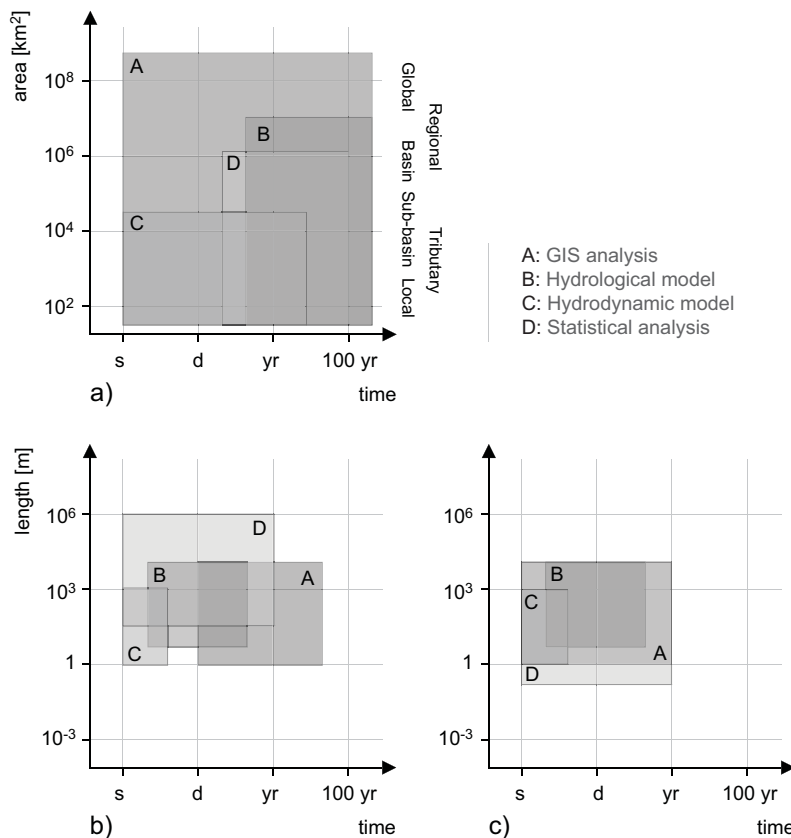 area [km²]
10⁸
10⁶
10⁴
10²
A
B
D
C
Global
Regional
Basin
Sub-basin
Tributary
Local
s
d
yr
100 yr
a)
time
A: GIS analysis
B: Hydrological model
C: Hydrodynamic model
D: Statistical analysis
length [m]
10⁶
10³
1
10⁻³
D
B
A
C
s
d
yr
100 yr
b)
time
10⁶
10³
1
10⁻³
B
C
A
D
s
d
yr
100 yr
c)
time